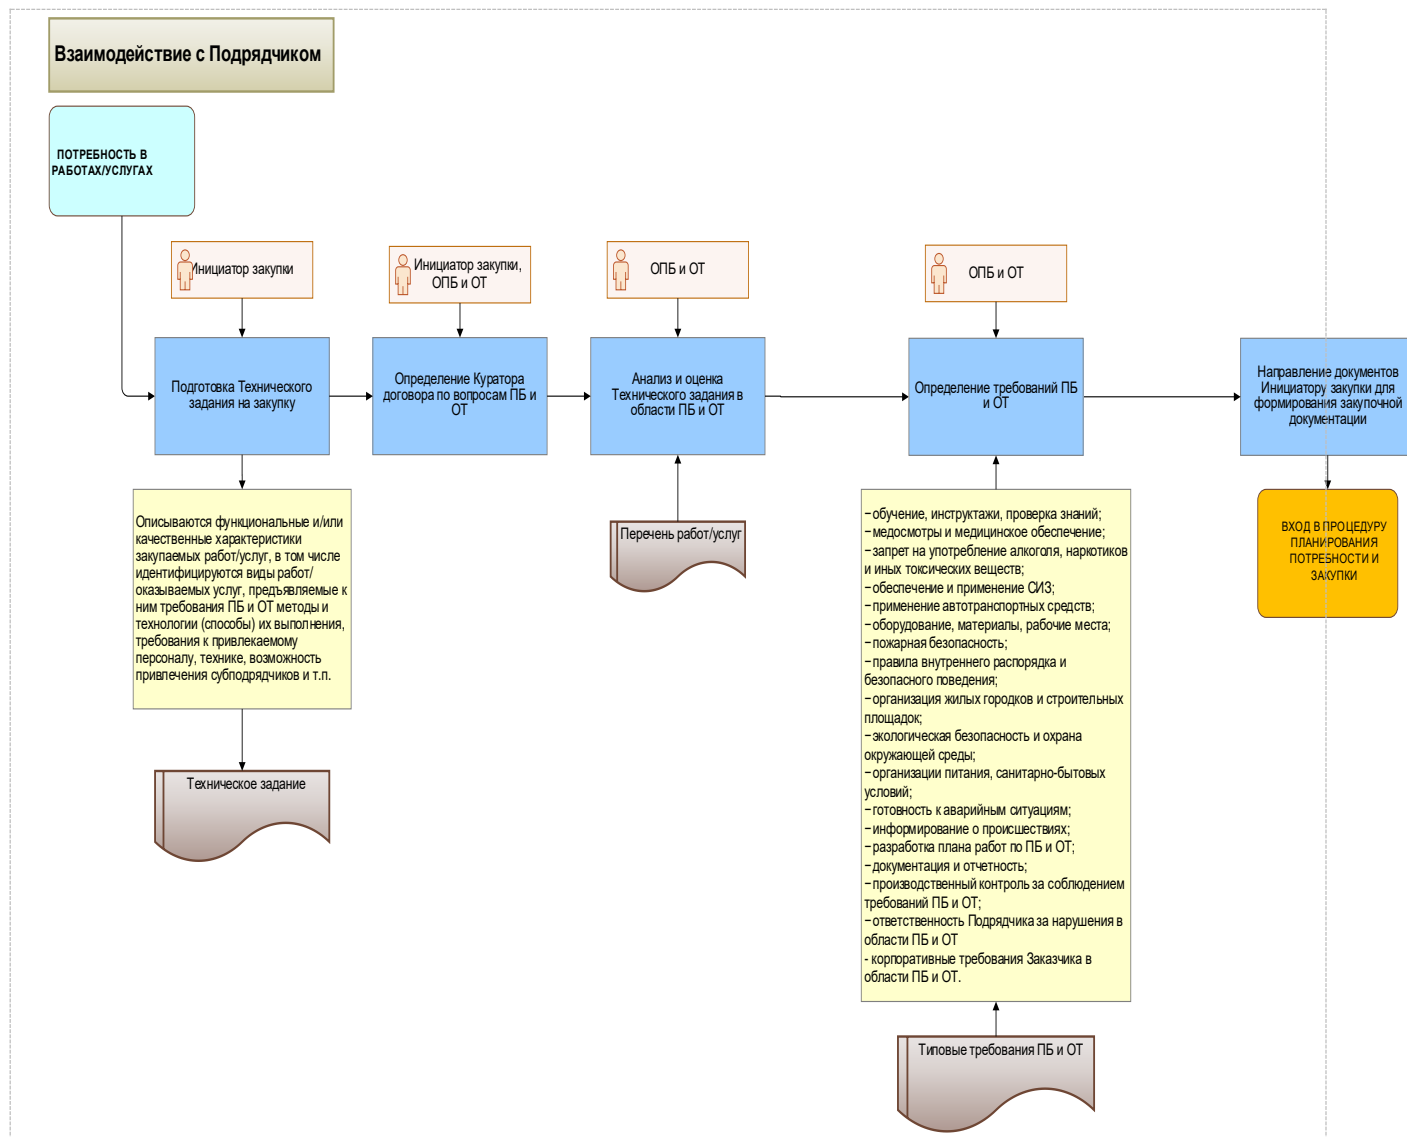 Взаимодействие с Подрядчиком
ПОТРЕБНОСТЬ В
РАБОТАХ/УСЛУГАХ
Инициатор закупки
Инициатор закупки,
ОПБ и ОТ
ОПБ и ОТ
ОПБ и ОТ
Подготовка Технического
задания на закупку
Определение Куратора
договора по вопросам ПБ и
ОТ
Анализ и оценка
Технического задания в
области ПБ и ОТ
Определение требований ПБ
и ОТ
Направление документов
Инициатору закупки для
формирования закупочной
документации
Описываются функциональные и/или
качественные характеристики
закупаемых работ/услуг, в том числе
идентифицируются виды работ/
оказываемых услуг, предъявляемые к
ним требования ПБ и ОТ методы и
технологии (способы) их выполнения,
требования к привлекаемому
персоналу, технике, возможность
привлечения субподрядчиков и т.п.
Перечень работ/услуг
−обучение, инструктажи, проверка знаний;
−медосмотры и медицинское обеспечение;
−запрет на употребление алкоголя, наркотиков
и иных токсических веществ;
−обеспечение и применение СИЗ;
−применение автотранспортных средств;
−оборудование, материалы, рабочие места;
−пожарная безопасность;
−правила внутреннего распорядка и
безопасного поведения;
−организация жилых городков и строительных
площадок;
−экологическая безопасность и охрана
окружающей среды;
−организации питания, санитарно-бытовых
условий;
−готовность к аварийным ситуациям;
−информирование о происшествиях;
−разработка плана работ по ПБ и ОТ;
−документация и отчетность;
−производственный контроль за соблюдением
требований ПБ и ОТ;
−ответственность Подрядчика за нарушения в
области ПБ и ОТ
- корпоративные требования Заказчика в
области ПБ и ОТ.
ВХОД В ПРОЦЕДУРУ
ПЛАНИРОВАНИЯ
ПОТРЕБНОСТИ И
ЗАКУПКИ
Техническое задание
Типовые требования ПБ и ОТ